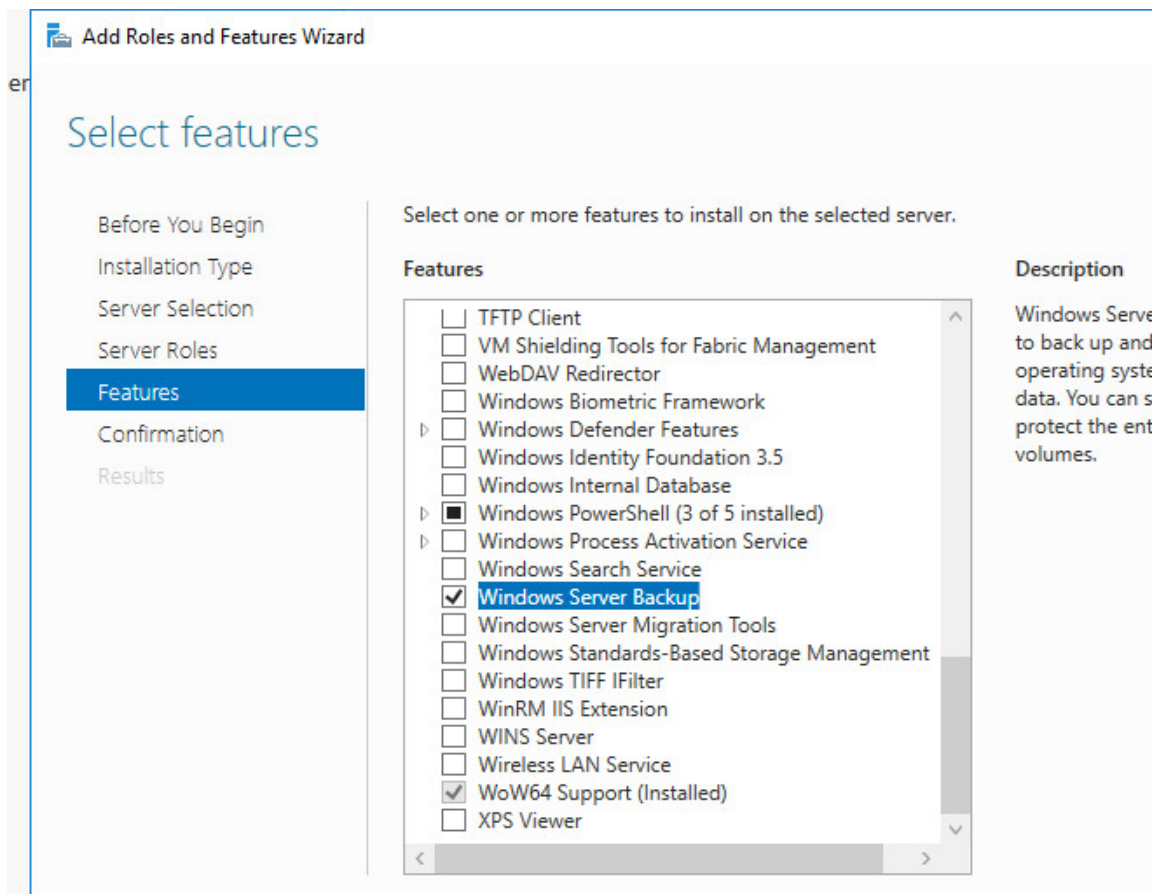 Add Roles and Features Wizard
er
Select features
Before You Begin
Installation Type
Server Selection
Server Roles
Features
Confirmation
Results
Select one or more features to install on the selected server.
Features
TFTP Client
VM Shielding Tools for Fabric Management
WebDAV Redirector
Windows Biometric Framework
Windows Defender Features
Windows Identity Foundation 3.5
Windows Internal Database
Windows PowerShell (3 of 5 installed)
Windows Process Activation Service
Windows Search Service
Windows Server Backup
Windows Server Migration Tools
Windows Standards-Based Storage Management
Windows TIFF IFilter
WinRM IIS Extension
WINS Server
Wireless LAN Service
WoW64 Support (Installed)
XPS Viewer
Description
Windows Serve
to back up and
operating syste
data. You can s
protect the ent
volumes.